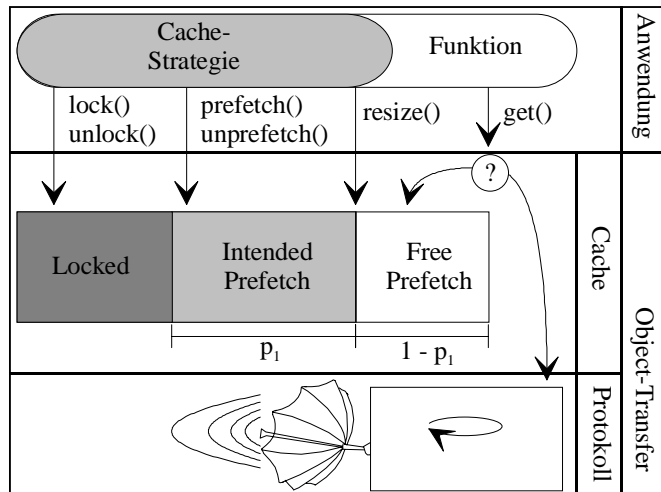 Cache-
Strategie
Funktion
Anwendung
lock()
unlock()
prefetch()
unprefetch()
resize()
get()
?
Locked
Intended
Prefetch
Free
Prefetch
Cache
p1
1 - p1
Object-Transfer
Protokoll